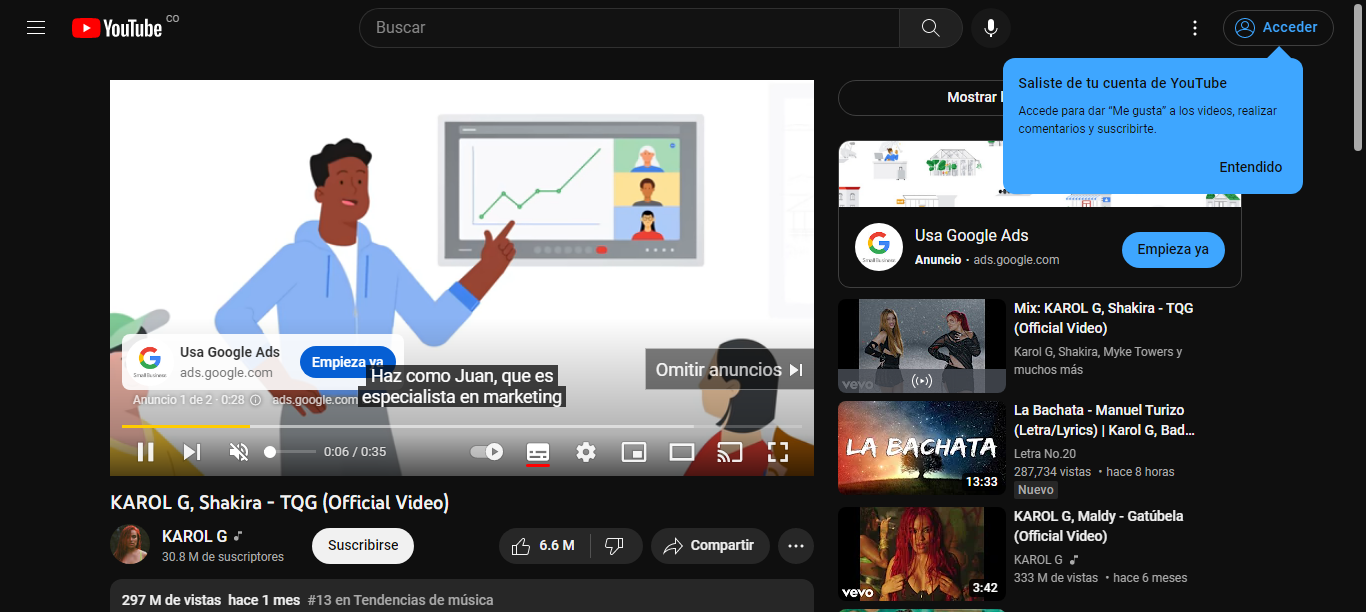 YouTube CO
Buscar
Acceder
Saliste de tu cuenta de YouTube
Accede para dar “Me gusta” a los videos, realizar
comentarios y suscribirte.
Entendido
Mostrar
Usa Google Ads
Anuncio · ads.google.com
Empieza ya
Usa Google Ads
ads.google.com
Empieza ya
Omitir anuncios
Haz como Juan, que es
especialista en marketing
Anuncio 1 de 2 · 0:28
ads.google.com
0:06 / 0:35
KAROL G, Shakira - TQG (Official Video)
KAROL G
30.8 M de suscriptores
Suscribirse
6.6 M
Compartir
297 M de vistas hace 1 mes #13 en Tendencias de música
Mix: KAROL G, Shakira - TQG
(Official Video)
Karol G, Shakira, Myke Towers y
muchos más
vevo
LA BACHATA
13:33
La Bachata - Manuel Turizo
(Letra/Lyrics) | Karol G, Bad...
Letra No.20
287,734 vistas · hace 8 horas
Nuevo
vevo
3:42
KAROL G, Maldy - Gatúbela
(Official Video)
KAROL G
333 M de vistas · hace 6 meses